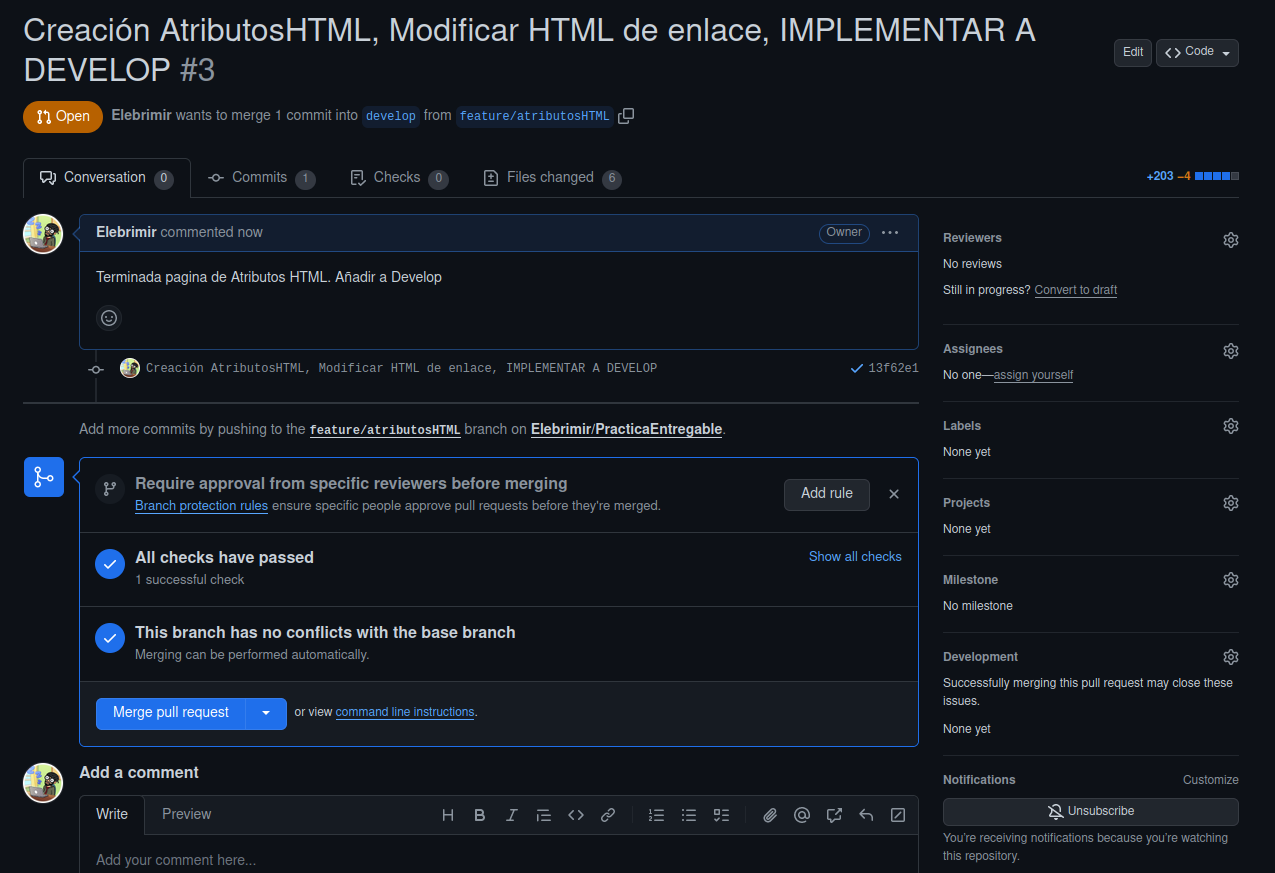 Creación AtributosHTML, Modificar HTML de enlace, IMPLEMENTAR A
DEVELOP #3
Edit
Code
Open
Elebrimir wants to merge 1 commit into develop from feature/atributosHTML
Conversation 0
Commits 1
Checks 0
Files changed 6
+203 −4
Elebrimir commented now
Owner
Terminada pagina de Atributos HTML. Añadir a Develop
Creación AtributosHTML, Modificar HTML de enlace, IMPLEMENTAR A DEVELOP
13f62e1
Add more commits by pushing to the feature/atributosHTML branch on Elebrimir/PracticaEntregable.
Require approval from specific reviewers before merging
Branch protection rules ensure specific people approve pull requests before they're merged.
Add rule
All checks have passed
1 successful check
Show all checks
This branch has no conflicts with the base branch
Merging can be performed automatically.
Merge pull request
or view command line instructions.
Add a comment
Write
Preview
Add your comment here...
Reviewers
No reviews
Still in progress? Convert to draft
Assignees
No one—assign yourself
Labels
None yet
Projects
None yet
Milestone
No milestone
Development
Successfully merging this pull request may close these
issues.
None yet
Notifications
Customize
Unsubscribe
You're receiving notifications because you're watching
this repository.